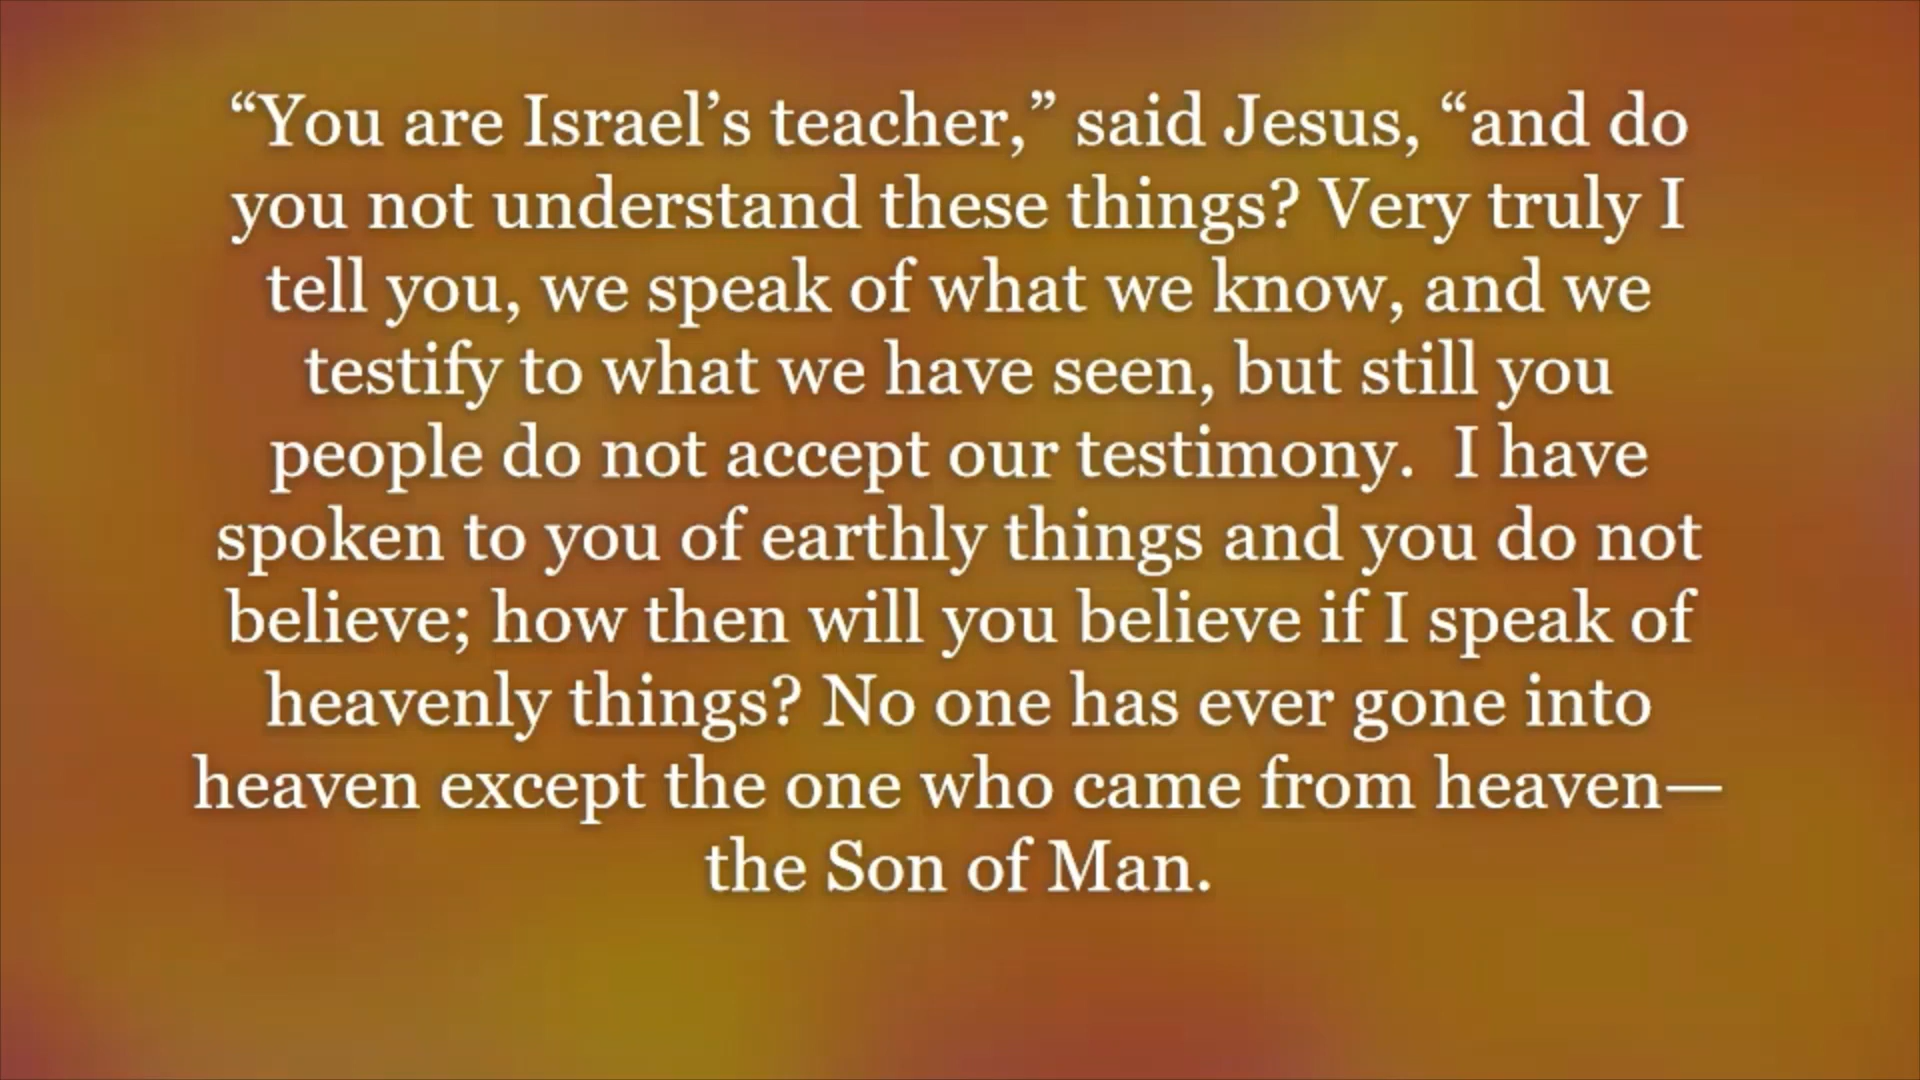 “You are Israel’s teacher,” said Jesus, “and do
you not understand these things? Very truly I
tell you, we speak of what we know, and we
testify to what we have seen, but still you
people do not accept our testimony.  I have
spoken to you of earthly things and you do not
believe; how then will you believe if I speak of
heavenly things? No one has ever gone into
heaven except the one who came from heaven—
the Son of Man.